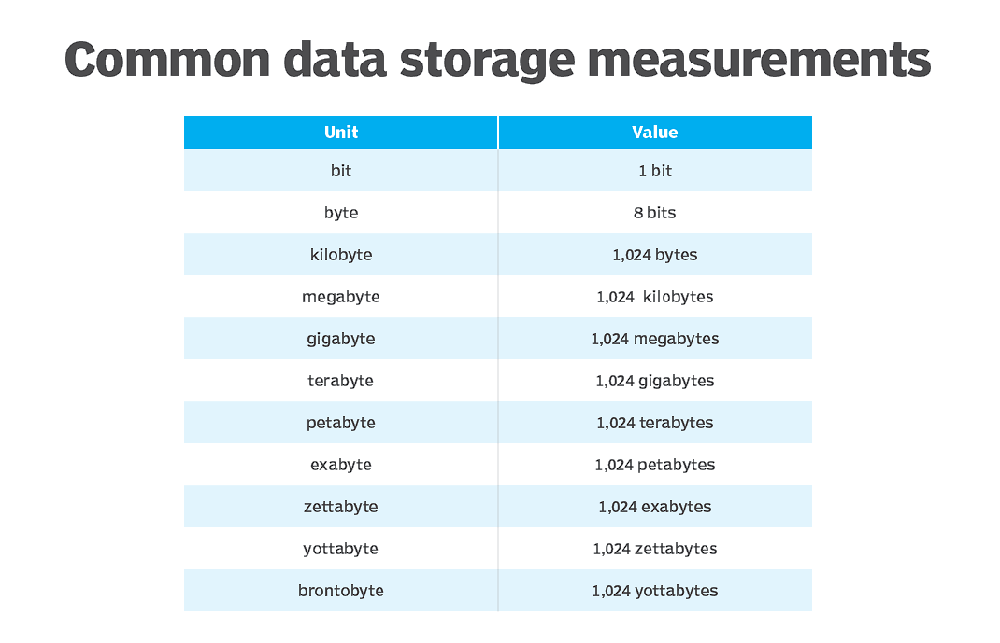 Common data storage measurements
Unit Value
bit 1 bit
byte 8 bits
kilobyte 1,024 bytes
megabyte 1,024 kilobytes
gigabyte 1,024 megabytes
terabyte 1,024 gigabytes
petabyte 1,024 terabytes
exabyte 1,024 petabytes
zettabyte 1,024 exabytes
yottabyte 1,024 zettabytes
brontobyte 1,024 yottabytes